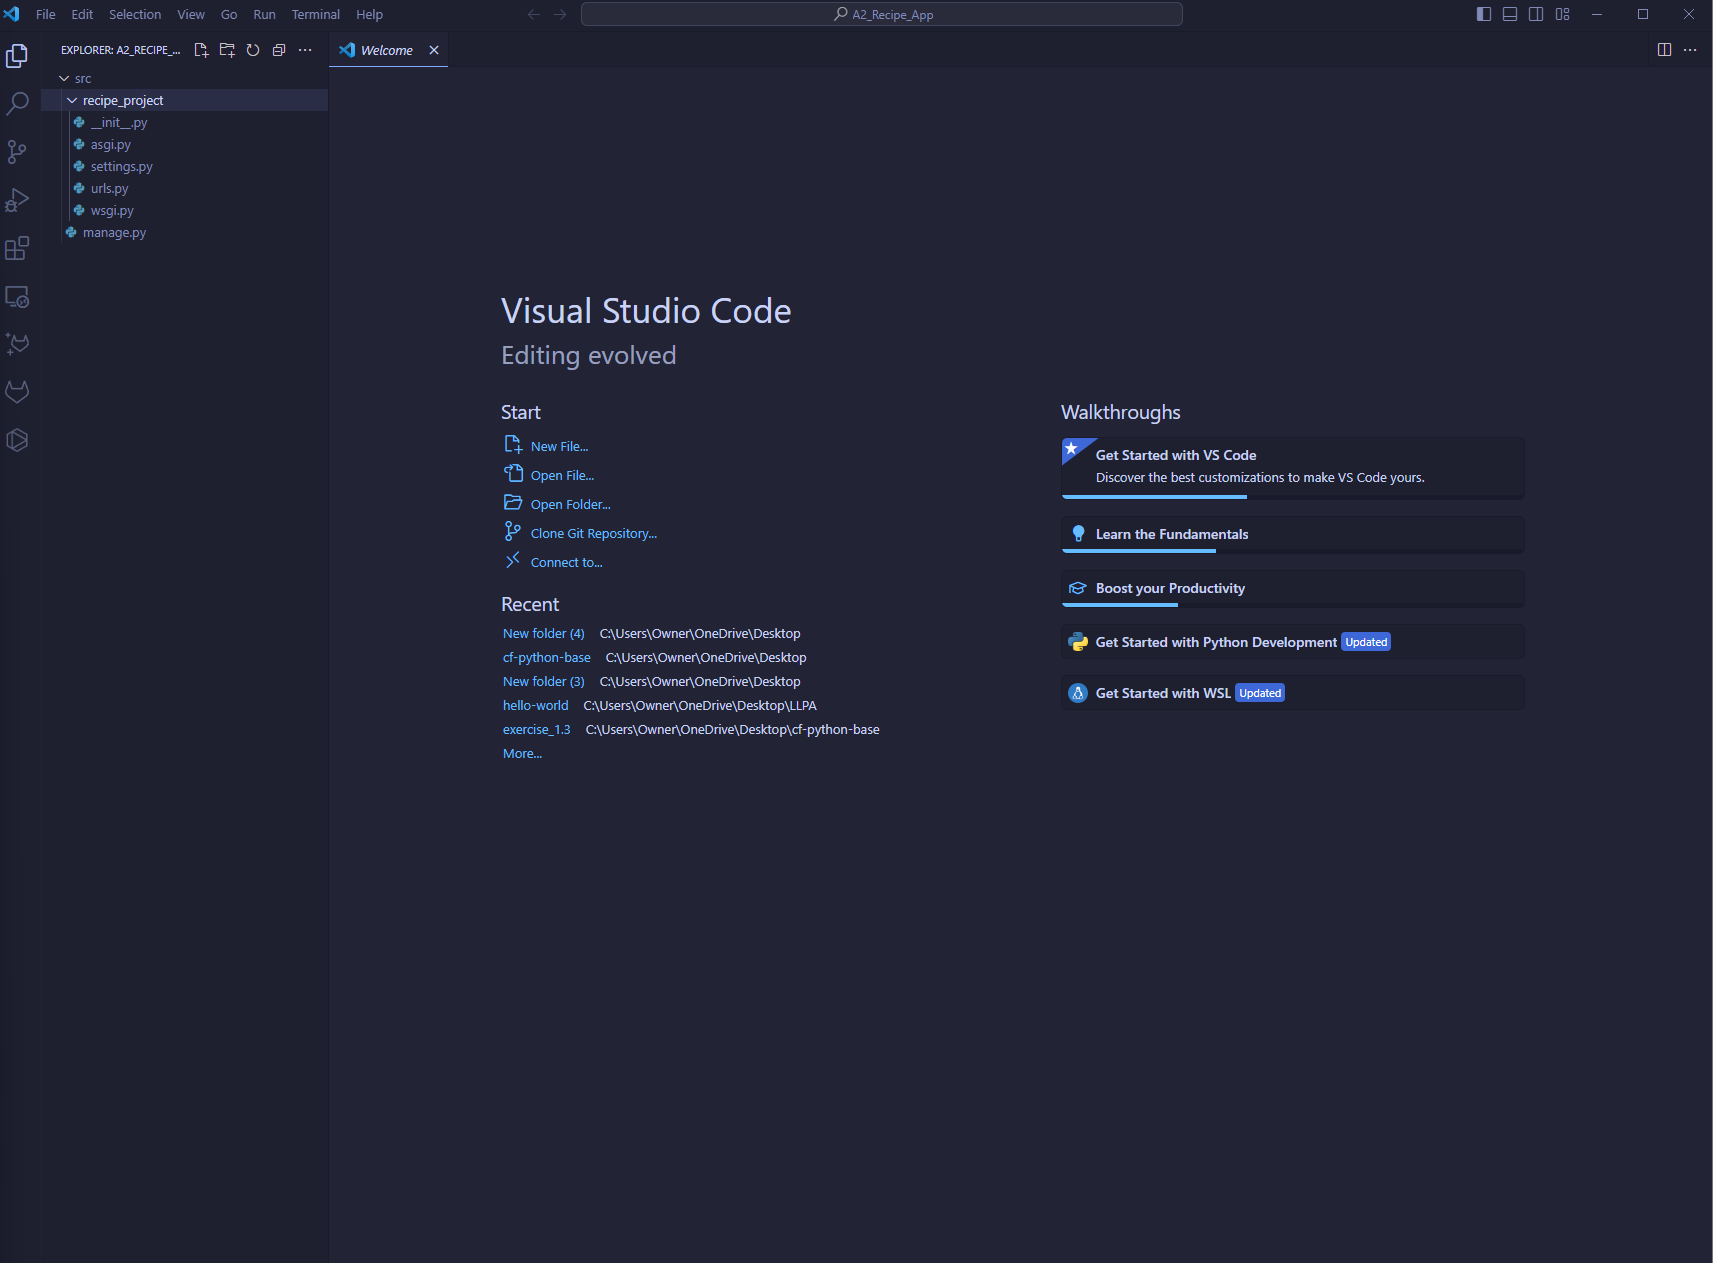 File Edit Selection View Go Run Terminal Help
A2_Recipe_App
EXPLORER: A2_RECIPE_...
Welcome
src
recipe_project
__init__.py
asgi.py
settings.py
urls.py
wsgi.py
manage.py
Visual Studio Code
Editing evolved
Start
New File...
Open File...
Open Folder...
Clone Git Repository...
Connect to...
Recent
New folder (4) C:\Users\Owner\OneDrive\Desktop
cf-python-base C:\Users\Owner\OneDrive\Desktop
New folder (3) C:\Users\Owner\OneDrive\Desktop
hello-world C:\Users\Owner\OneDrive\Desktop\LLPA
exercise_1.3 C:\Users\Owner\OneDrive\Desktop\cf-python-base
More...
Walkthroughs
Get Started with VS Code
Discover the best customizations to make VS Code yours.
Learn the Fundamentals
Boost your Productivity
Get Started with Python Development Updated
Get Started with WSL Updated